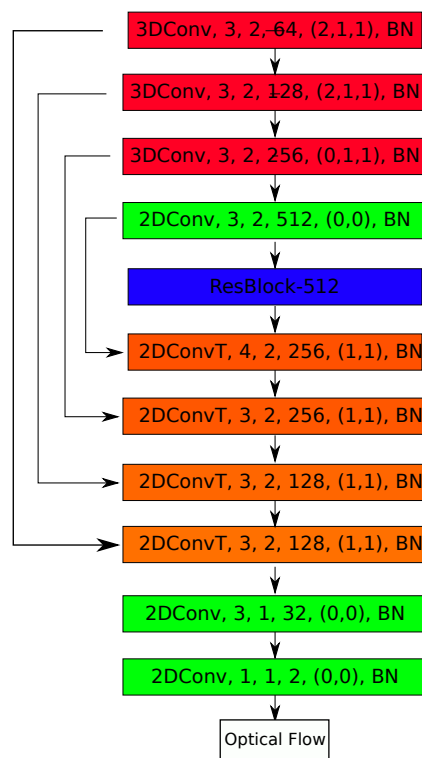 3DConv, 3, 2, 64, (2,1,1), BN
3DConv, 3, 2, 128, (2,1,1), BN
3DConv, 3, 2, 256, (0,1,1), BN
2DConv, 3, 2, 512, (0,0), BN
ResBlock-512
2DConvT, 4, 2, 256, (1,1), BN
2DConvT, 3, 2, 256, (1,1), BN
2DConvT, 3, 2, 128, (1,1), BN
2DConvT, 3, 2, 128, (1,1), BN
2DConv, 3, 1, 32, (0,0), BN
2DConv, 1, 1, 2, (0,0), BN
Optical Flow